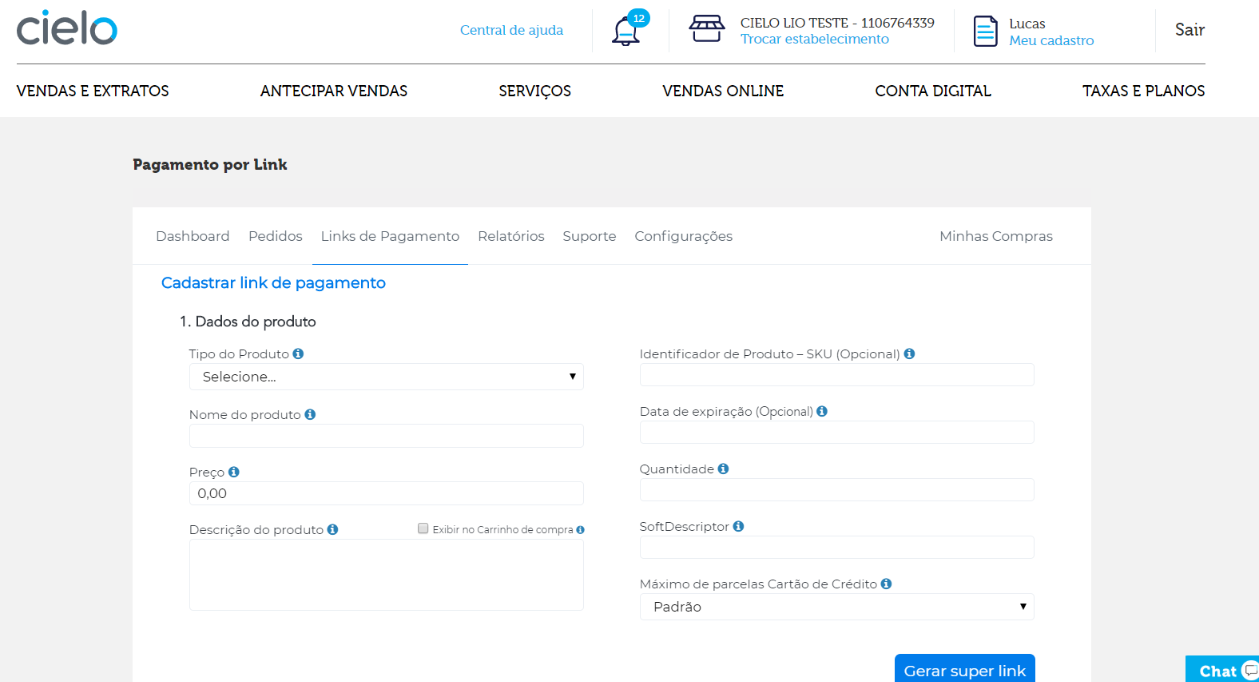 cielo
Central de ajuda
12
CIELO LIO TESTE - 1106764339
Trocar estabelecimento
Lucas
Meu cadastro
Sair
VENDAS E EXTRATOS
ANTECIPAR VENDAS
SERVIÇOS
VENDAS ONLINE
CONTA DIGITAL
TAXAS E PLANOS
Pagamento por Link
Dashboard
Pedidos
Links de Pagamento
Relatórios
Suporte
Configurações
Minhas Compras
Cadastrar link de pagamento
1. Dados do produto
Tipo do Produto
Selecione...
Nome do produto
Preço
0,00
Descrição do produto
Exibir no Carrinho de compra
Identificador de Produto – SKU (Opcional)
Data de expiração (Opcional)
Quantidade
SoftDescriptor
Máximo de parcelas Cartão de Crédito
Padrão
Gerar super link
Chat